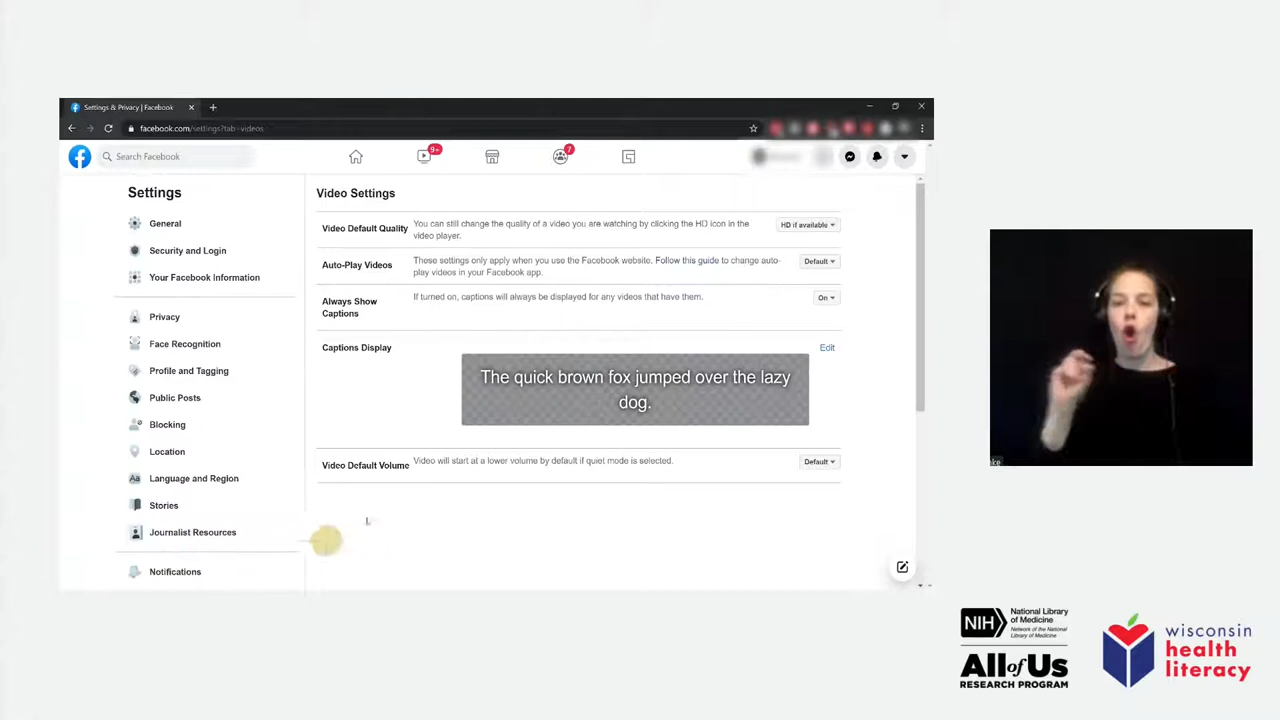 Settings & Privacy | Facebook
facebook.com/settings?tab=videos
Search Facebook
9+
7
Settings
General
Security and Login
Your Facebook Information
Privacy
Face Recognition
Profile and Tagging
Public Posts
Blocking
Location
Language and Region
Stories
Journalist Resources
Notifications
Video Settings
Video Default Quality
You can still change the quality of a video you are watching by clicking the HD icon in the
video player.
HD if available
Auto-Play Videos
These settings only apply when you use the Facebook website. Follow this guide to change auto-
play videos in your Facebook app.
Default
Always Show
Captions
If turned on, captions will always be displayed for any videos that have them.
On
Captions Display
Edit
The quick brown fox jumped over the lazy
dog.
Video Default Volume
Video will start at a lower volume by default if quiet mode is selected.
Default
NIH
National Library
of Medicine
Network of the National
Library of Medicine
All of Us
RESEARCH PROGRAM
wisconsin
health
literacy